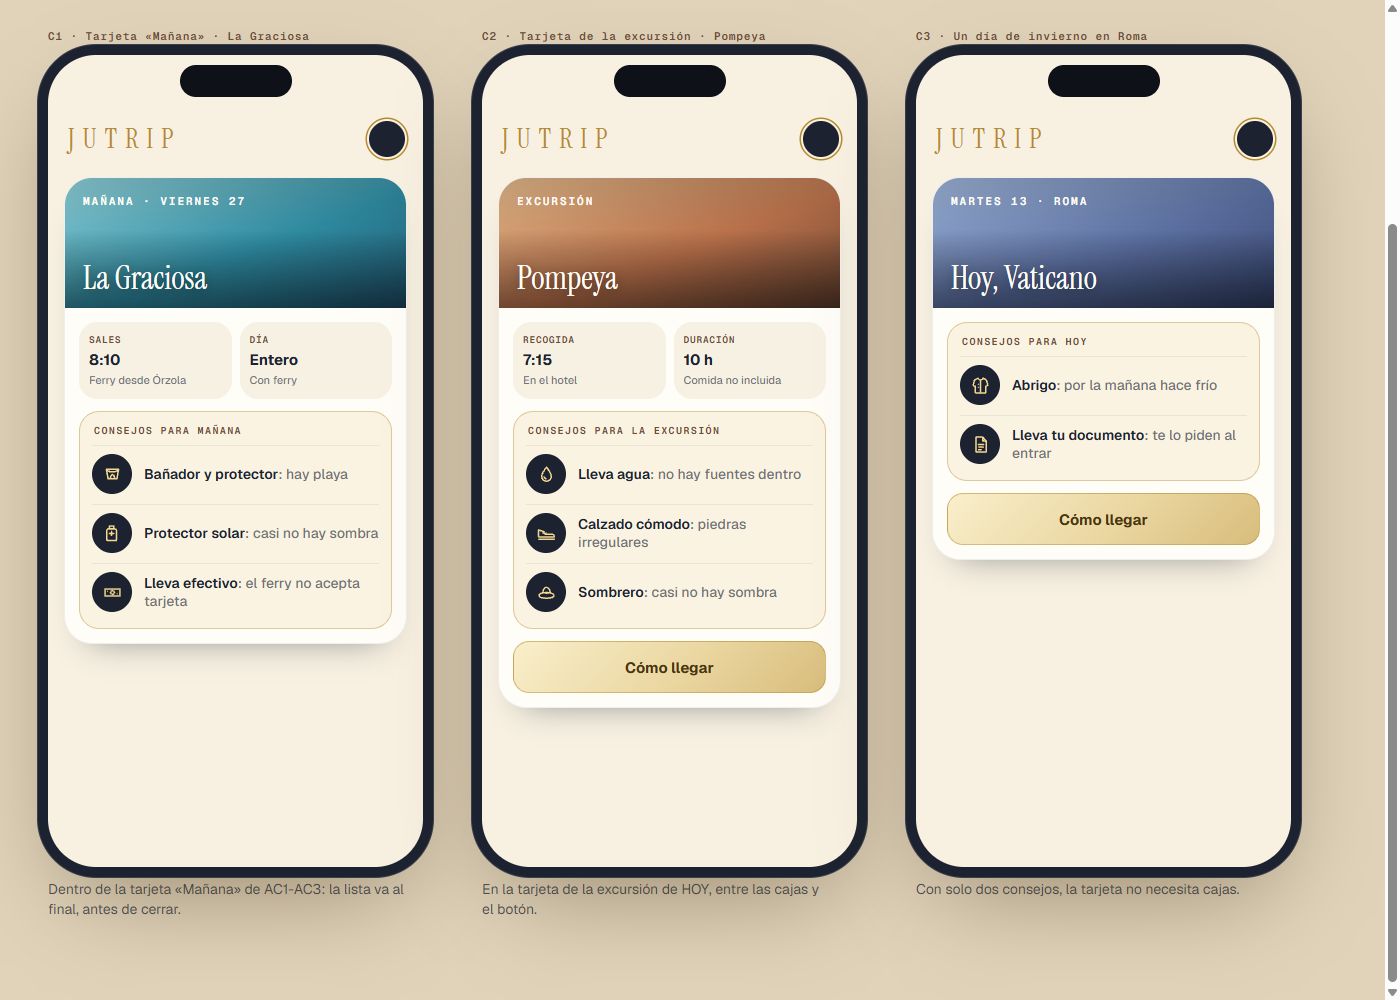 C1 · Tarjeta «Mañana» · La Graciosa
JUTRIP
MAÑANA · VIERNES 27
La Graciosa
SALES
8:10
Ferry desde Órzola
DÍA
Entero
Con ferry
CONSEJOS PARA MAÑANA
Bañador y protector: hay playa
Protector solar: casi no hay sombra
Lleva efectivo: el ferry no acepta
tarjeta
Dentro de la tarjeta «Mañana» de AC1-AC3: la lista va al
final, antes de cerrar.
C2 · Tarjeta de la excursión · Pompeya
JUTRIP
EXCURSIÓN
Pompeya
RECOGIDA
7:15
En el hotel
DURACIÓN
10 h
Comida no incluida
CONSEJOS PARA LA EXCURSIÓN
Lleva agua: no hay fuentes dentro
Calzado cómodo: piedras
irregulares
Sombrero: casi no hay sombra
Cómo llegar
En la tarjeta de la excursión de HOY, entre las cajas y
el botón.
C3 · Un día de invierno en Roma
JUTRIP
MARTES 13 · ROMA
Hoy, Vaticano
CONSEJOS PARA HOY
Abrigo: por la mañana hace frío
Lleva tu documento: te lo piden al
entrar
Cómo llegar
Con solo dos consejos, la tarjeta no necesita cajas.